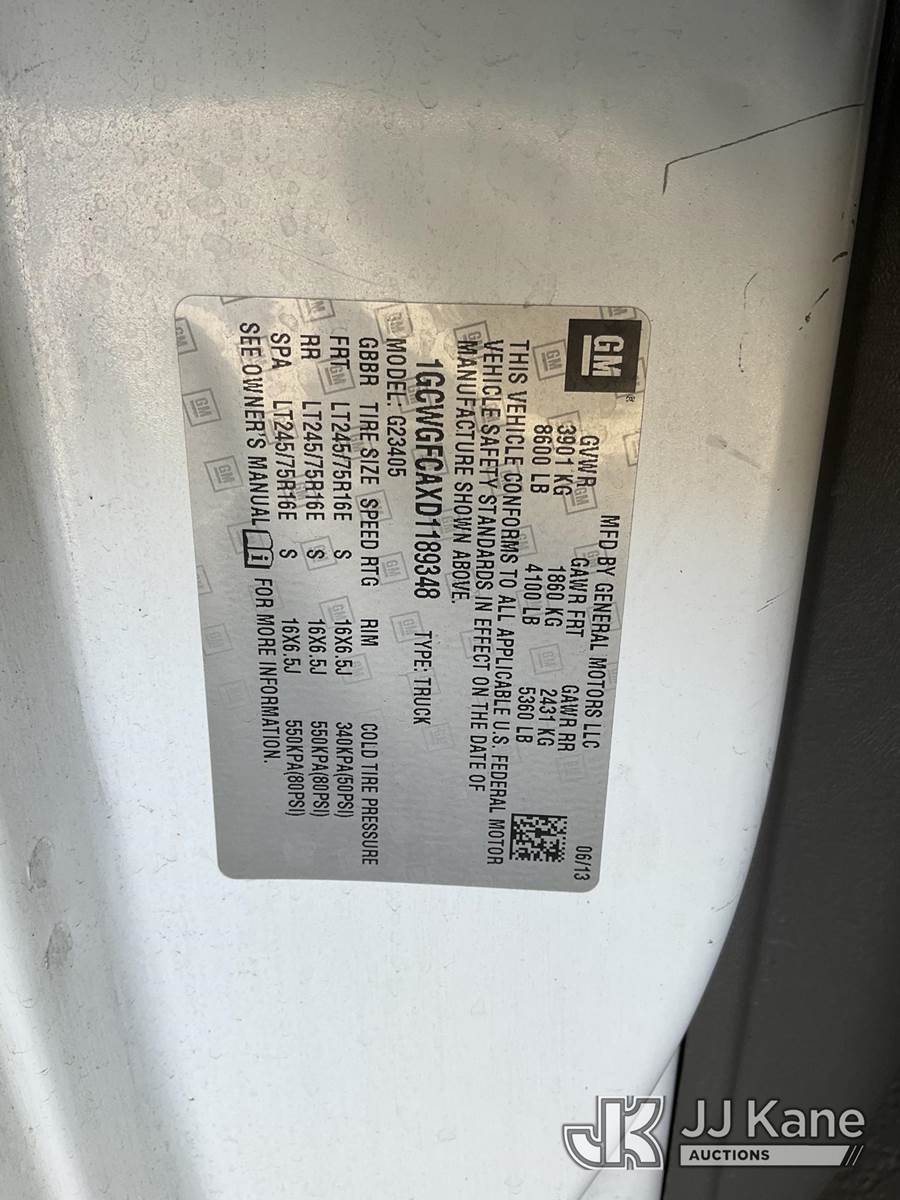 GM
MFD BY GENERAL MOTORS LLC 06/13
GVWR GAWR FRT GAWR RR
3901 KG 1860 KG 2431 KG
8600 LB 4100 LB 5360 LB
THIS VEHICLE CONFORMS TO ALL APPLICABLE U.S. FEDERAL MOTOR
VEHICLE SAFETY STANDARDS IN EFFECT ON THE DATE OF
MANUFACTURE SHOWN ABOVE.
1GCWGFCAXD1189348 TYPE: TRUCK
MODEL: G23405
GBBR TIRE SIZE SPEED RTG RIM COLD TIRE PRESSURE
FRT LT245/75R16E S 16X6.5J 340KPA(50PSI)
RR LT245/75R16E S 16X6.5J 550KPA(80PSI)
SPA LT245/75R16E S 16X6.5J 550KPA(80PSI)
SEE OWNER'S MANUAL i FOR MORE INFORMATION.
JK JJ Kane
AUCTIONS